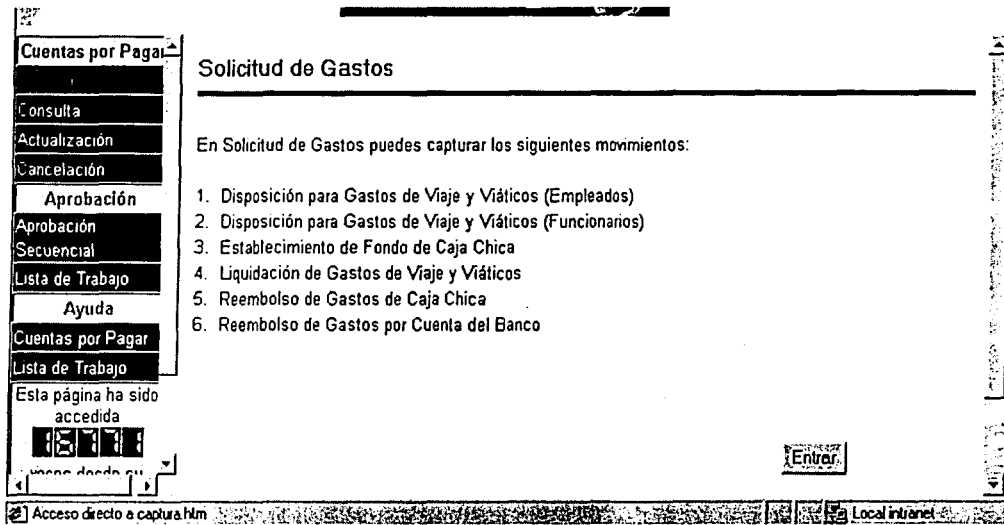 Cuentas por Pagar
Consulta
Actualización
Cancelación
Aprobación
Aprobación
Secuencial
Lista de Trabajo
Ayuda
Cuentas por Pagar
Lista de Trabajo
Esta página ha sido
accedida
Solicitud de Gastos
En Solicitud de Gastos puedes capturar los siguientes movimientos:
1. Disposición para Gastos de Viaje y Viáticos (Empleados)
2. Disposición para Gastos de Viaje y Viáticos (Funcionarios)
3. Establecimiento de Fondo de Caja Chica
4. Liquidación de Gastos de Viaje y Viáticos
5. Reembolso de Gastos de Caja Chica
6. Reembolso de Gastos por Cuenta del Banco
Entrar
Acceso directo a captura.htm
Local intranet